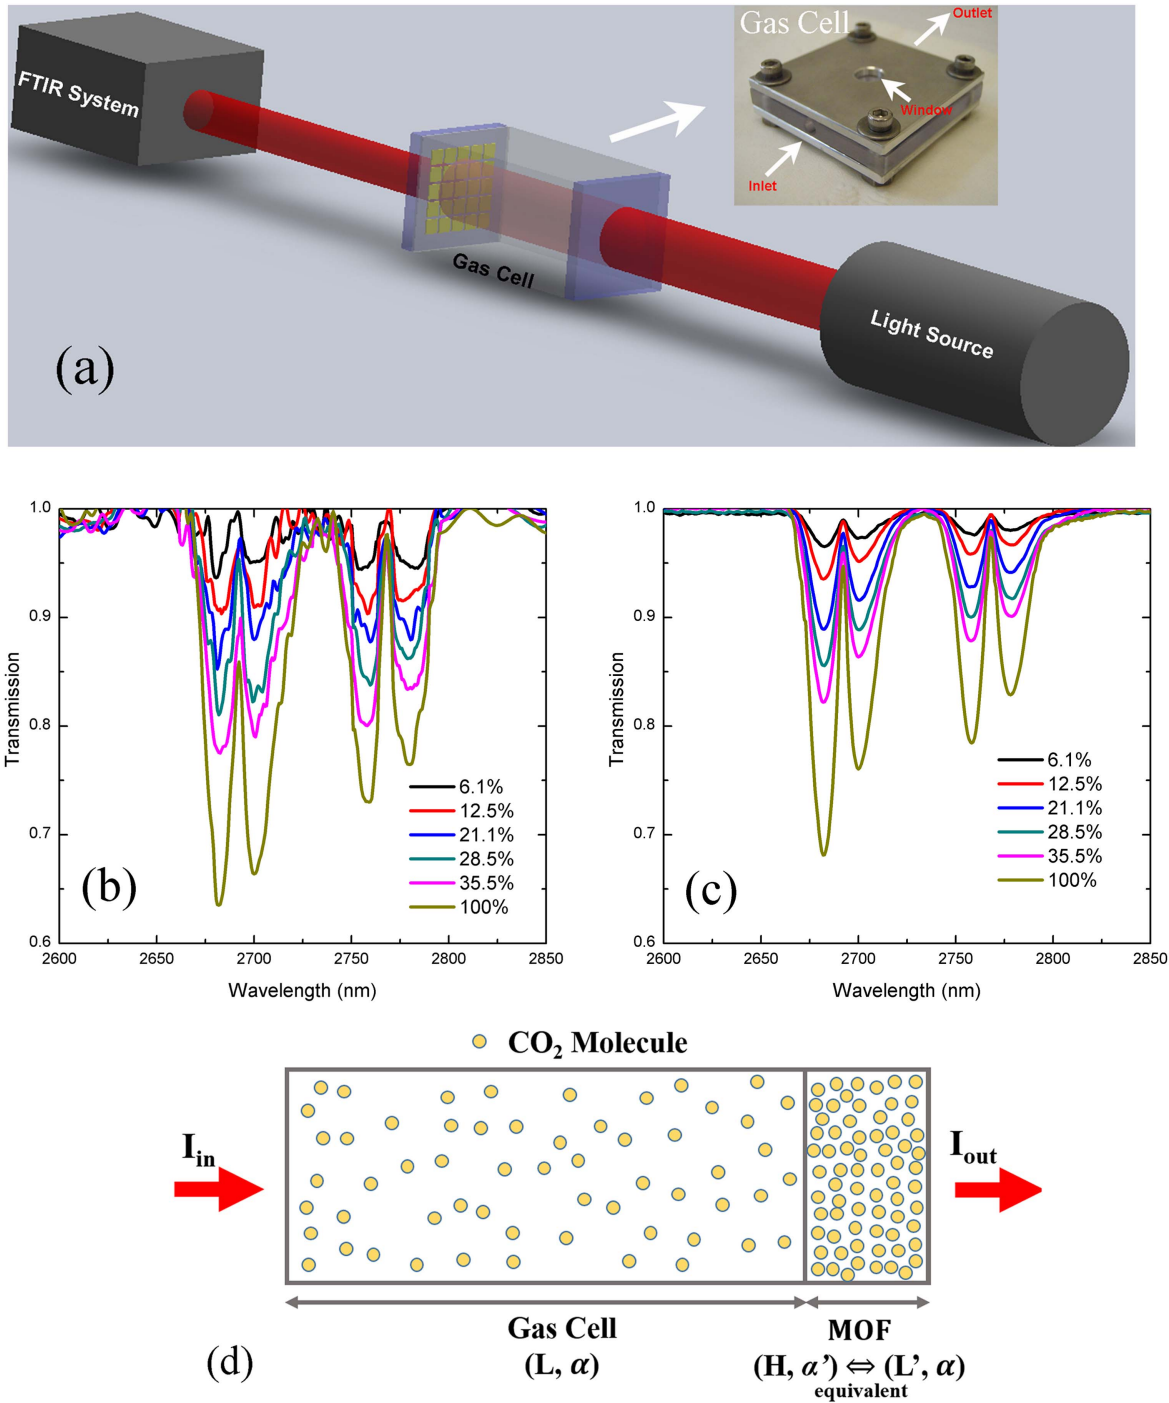 FTIR System
Gas Cell
Outlet
Window
Inlet
Gas Cell
Light Source
(a)
1.0
0.9
0.8
0.7
0.6
Transmission
6.1%
12.5%
21.1%
28.5%
35.5%
100%
(b)
2600 2650 2700 2750 2800 2850
Wavelength (nm)
1.0
0.9
0.8
0.7
0.6
Transmission
6.1%
12.5%
21.1%
28.5%
35.5%
100%
(c)
2600 2650 2700 2750 2800 2850
Wavelength (nm)
CO₂ Molecule
I_in
I_out
Gas Cell
(L, α)
MOF
(H, α') ⇔ (L', α)
equivalent
(d)